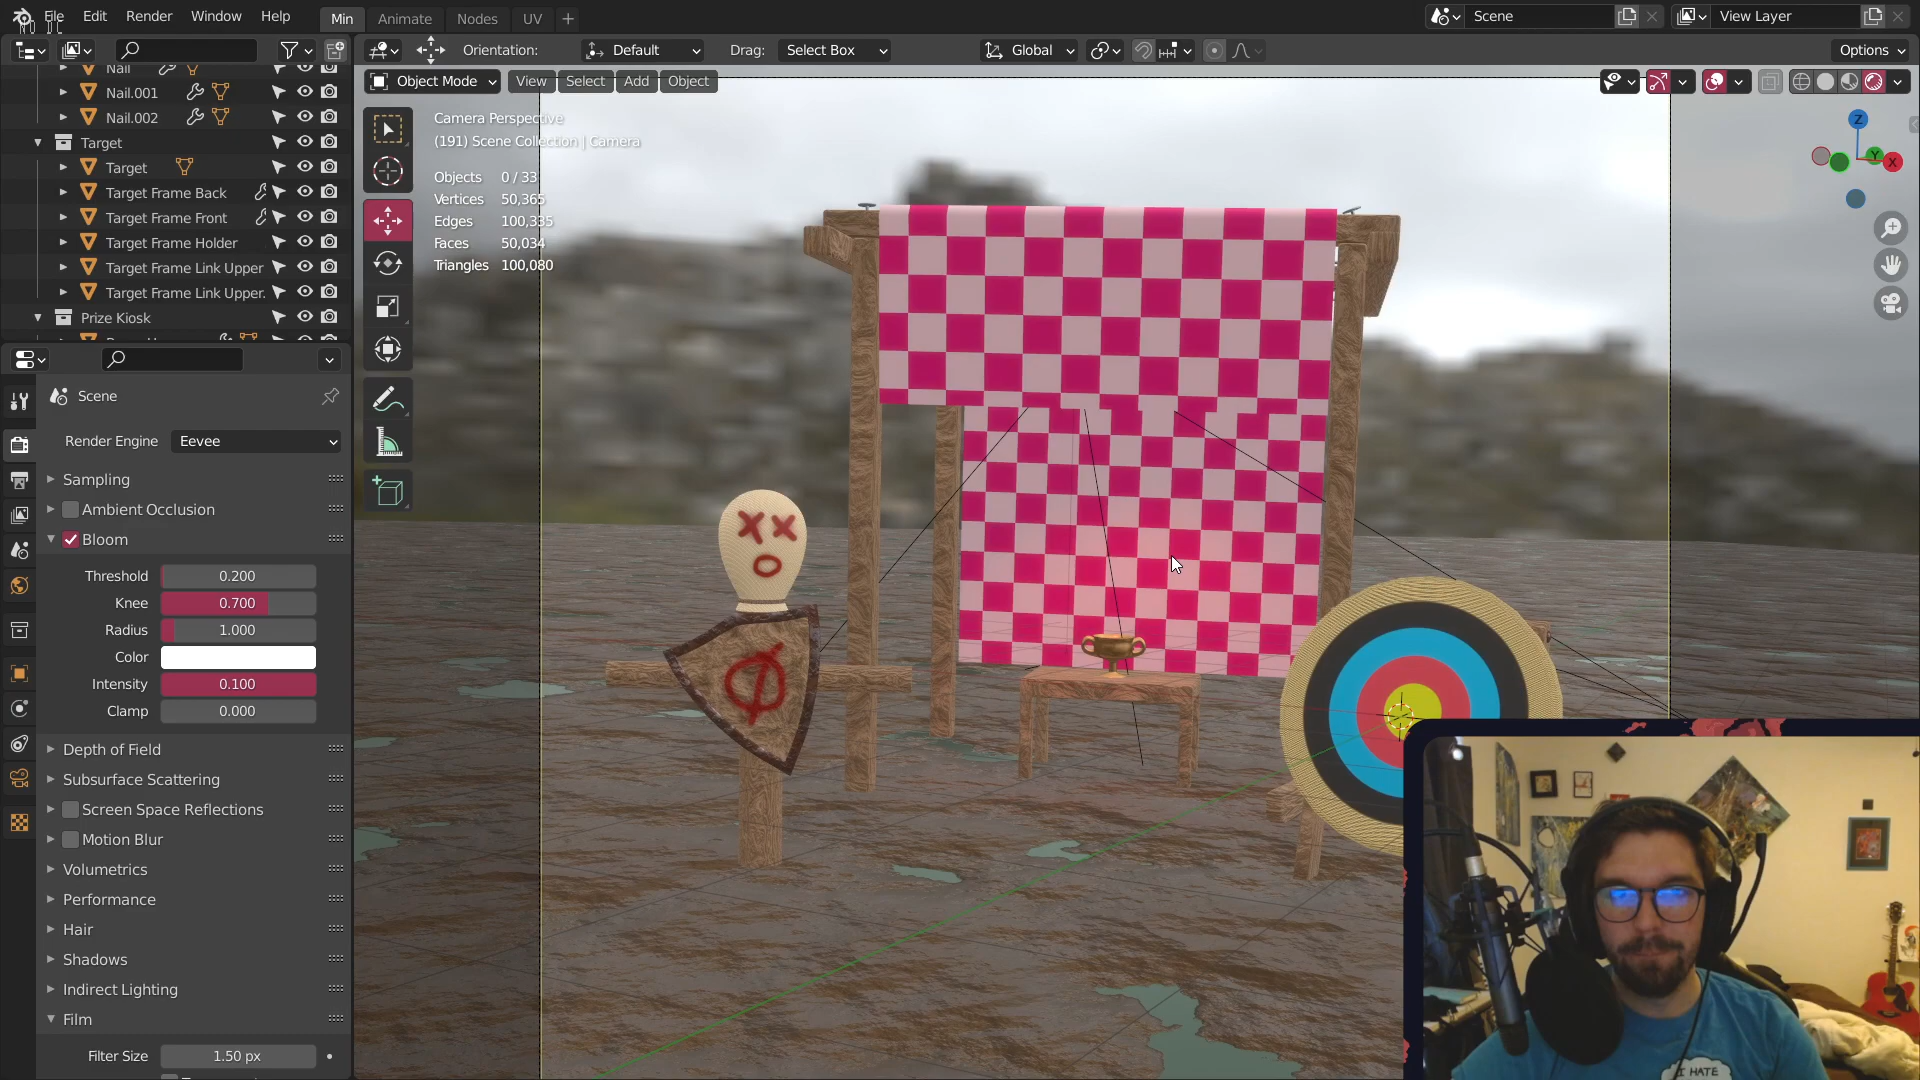 File Edit Render Window Help Min Animate Nodes UV Scene View Layer
Orientation: Default Drag: Select Box Global Options
Object Mode View Select Add Object
Nail
Nail.001
Nail.002
Target
Target
Target Frame Back
Target Frame Front
Target Frame Holder
Target Frame Link Upper
Target Frame Link Upper.
Prize Kiosk
Camera Perspective
(191) Scene Collection | Camera
Objects 0 / 33
Vertices 50,365
Edges 100,335
Faces 50,034
Triangles 100,080
Z
Y
X
Scene
Render Engine Eevee
Sampling
Ambient Occlusion
Bloom
Threshold 0.200
Knee 0.700
Radius 1.000
Color
Intensity 0.100
Clamp 0.000
Depth of Field
Subsurface Scattering
Screen Space Reflections
Motion Blur
Volumetrics
Performance
Hair
Shadows
Indirect Lighting
Film
Filter Size 1.50 px
I HATE